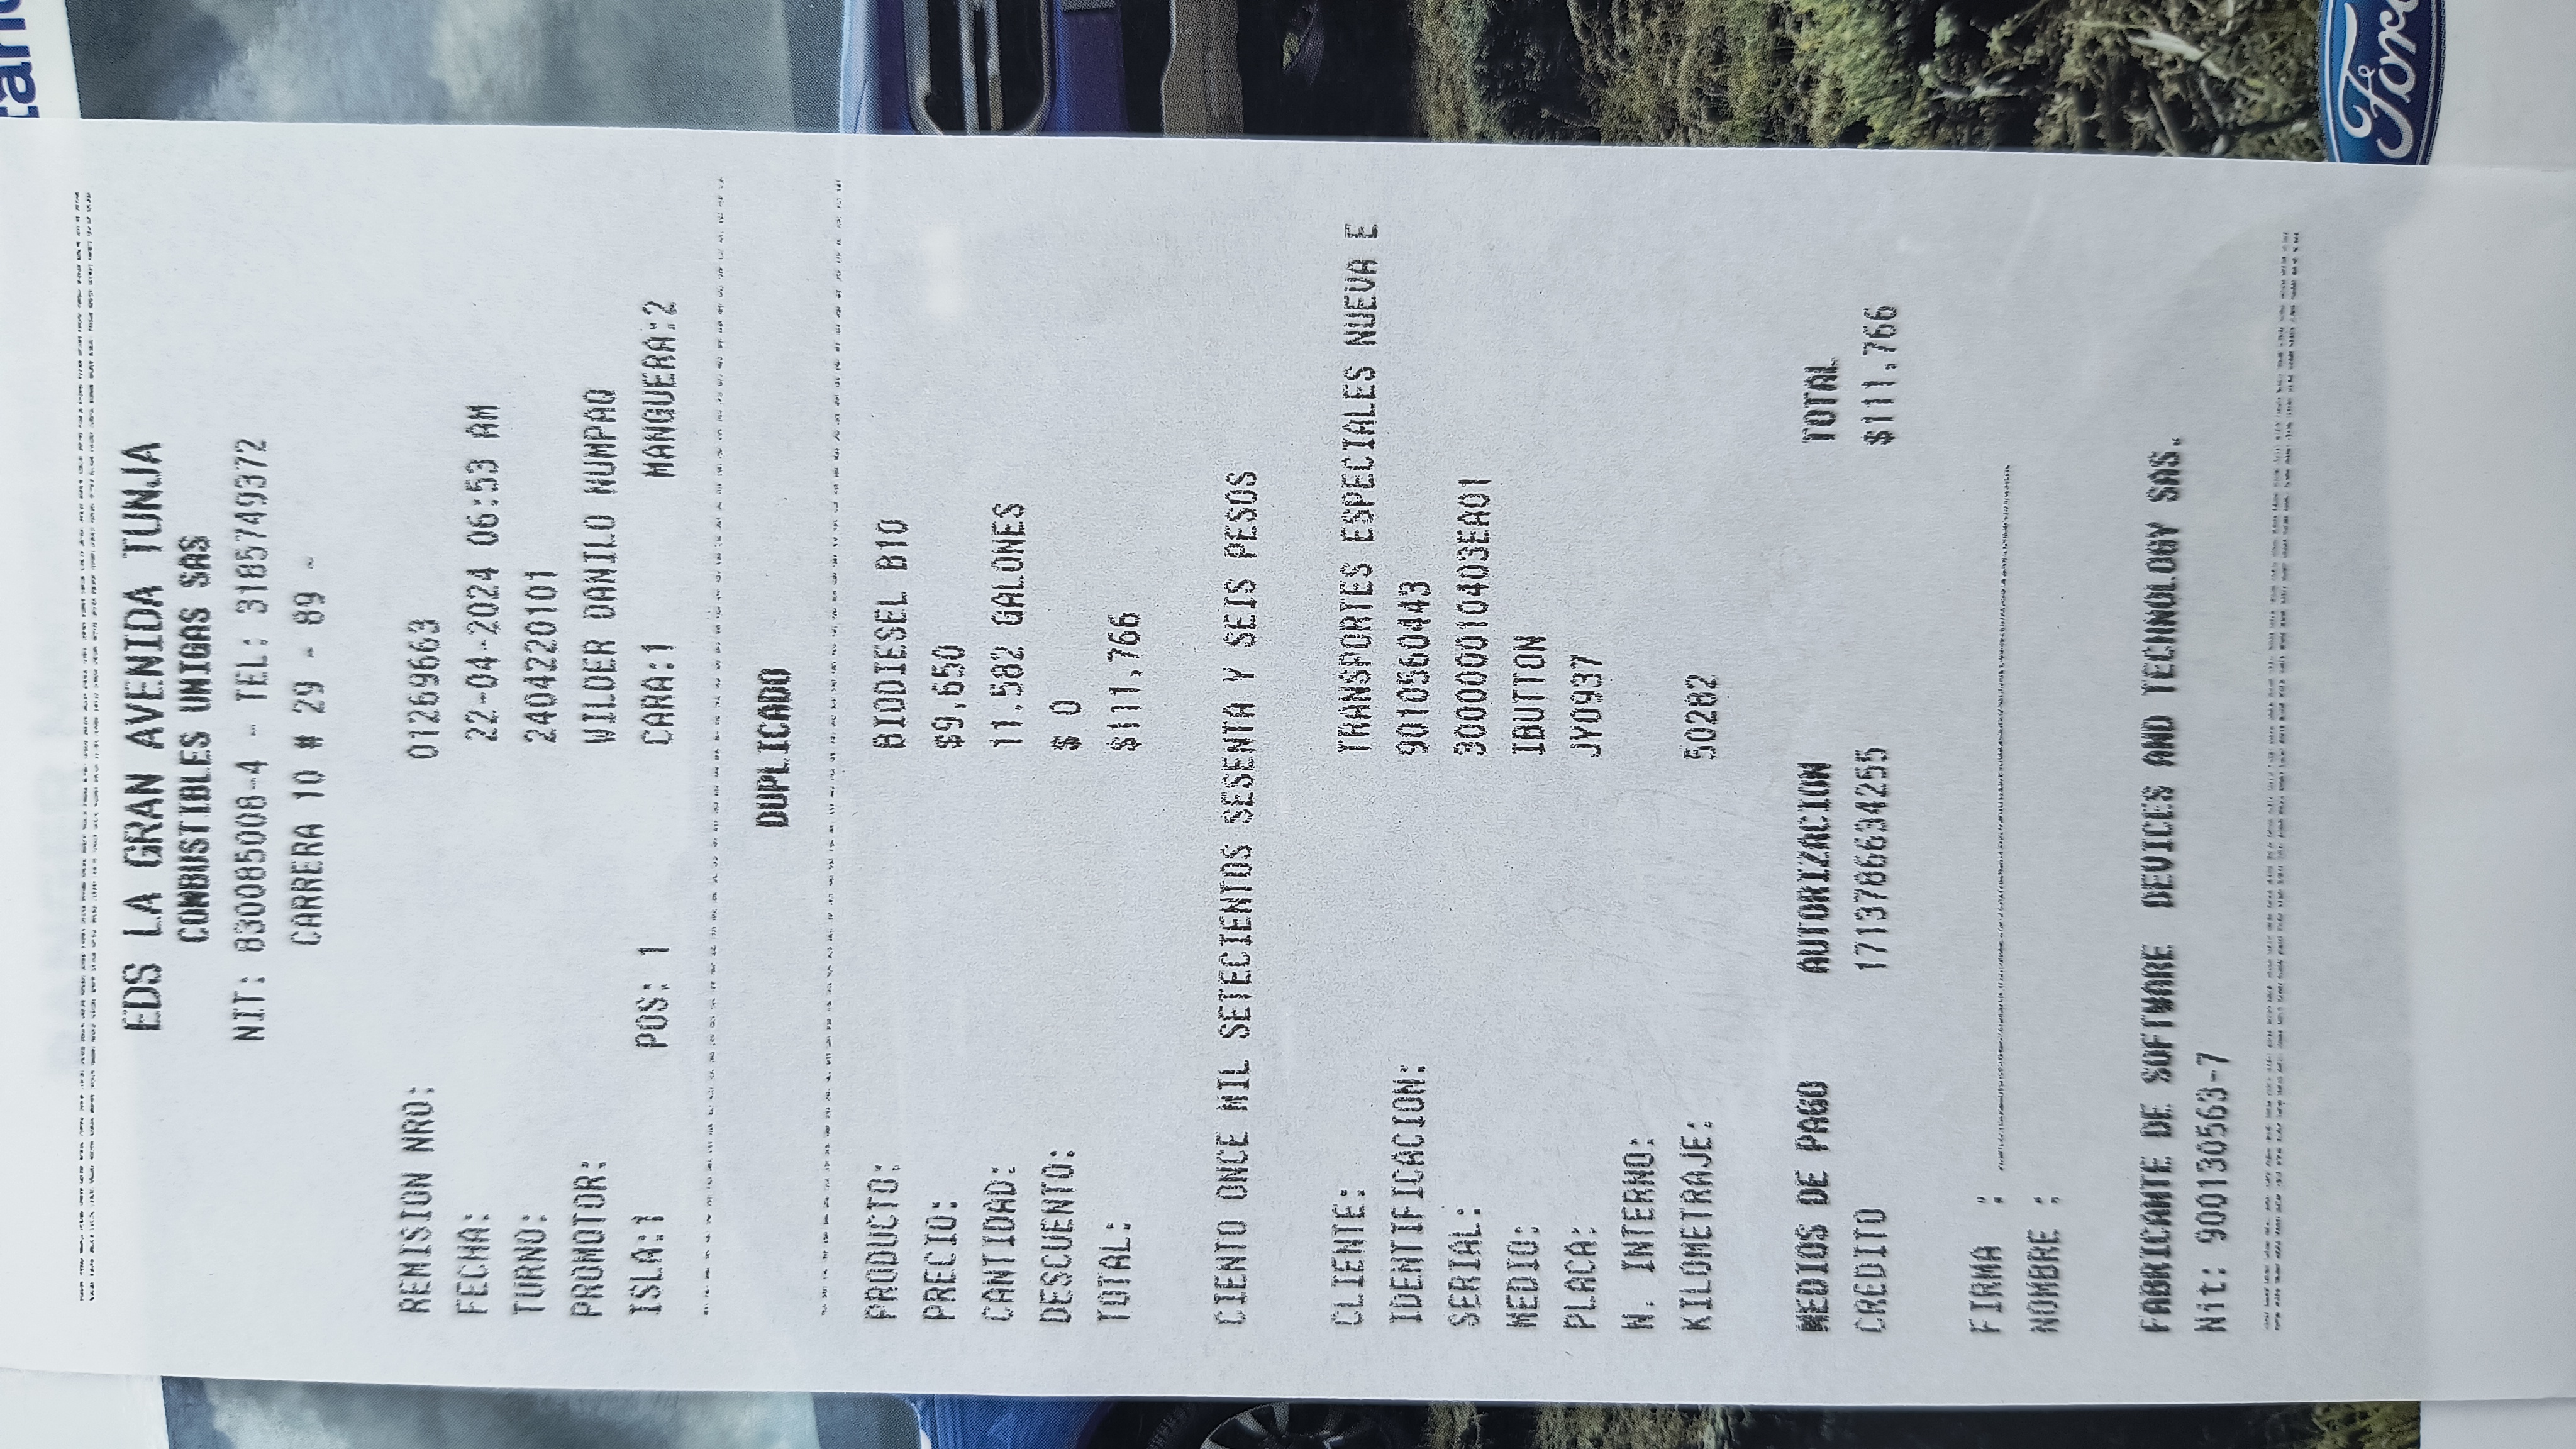 EDS LA GRAN AVENIDA TUNJA
COMBUSTIBLES UNIGAS SAS
NIT: 830085008-4 - TEL: 3185749372
CARRERA 10 # 29 - 89 -
REMISION NRO: 01269663
FECHA: 22-04-2024 06:53 AM
TURNO: 2404220101
PROMOTOR: WILDER DANILO NUMPAQ
ISLA:1 POS: 1 CARA:1 MANGUERA:2
DUPLICADO
PRODUCTO: BIODIESEL B10
PRECIO: $9,650
CANTIDAD: 11.582 GALONES
DESCUENTO: $ 0
TOTAL: $111,766
CIENTO ONCE MIL SETECIENTOS SESENTA Y SEIS PESOS
CLIENTE: TRANSPORTES ESPECIALES NUEVA E
IDENTIFICACION: 9010560443
SERIAL: 300000010403EA01
MEDIO: IBUTTON
PLACA: JYO937
N. INTERNO:
KILOMETRAJE: 50282
MEDIOS DE PAGO AUTORIZACION TOTAL
CREDITO 1713786634255 $111,766
FIRMA :
NOMBRE :
FABRICANTE DE SOFTWARE DEVICES AND TECHNOLOGY SAS.
Nit: 900130563-7
Ford